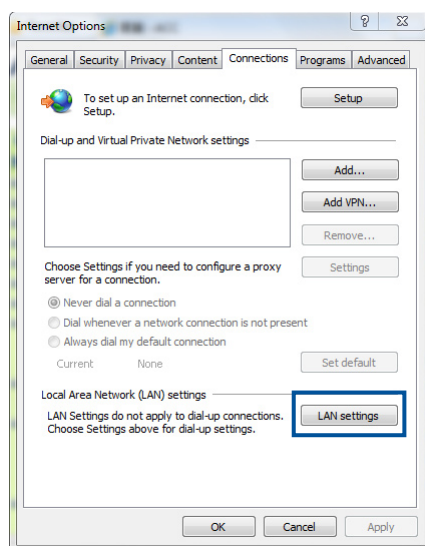 Internet Options
General Security Privacy Content Connections Programs Advanced
To set up an Internet connection, click
Setup.
Setup
Dial-up and Virtual Private Network settings
Add...
Add VPN...
Remove...
Choose Settings if you need to configure a proxy
server for a connection.
Settings
Never dial a connection
Dial whenever a network connection is not present
Always dial my default connection
Current None
Set default
Local Area Network (LAN) settings
LAN Settings do not apply to dial-up connections.
Choose Settings above for dial-up settings.
LAN settings
OK Cancel Apply